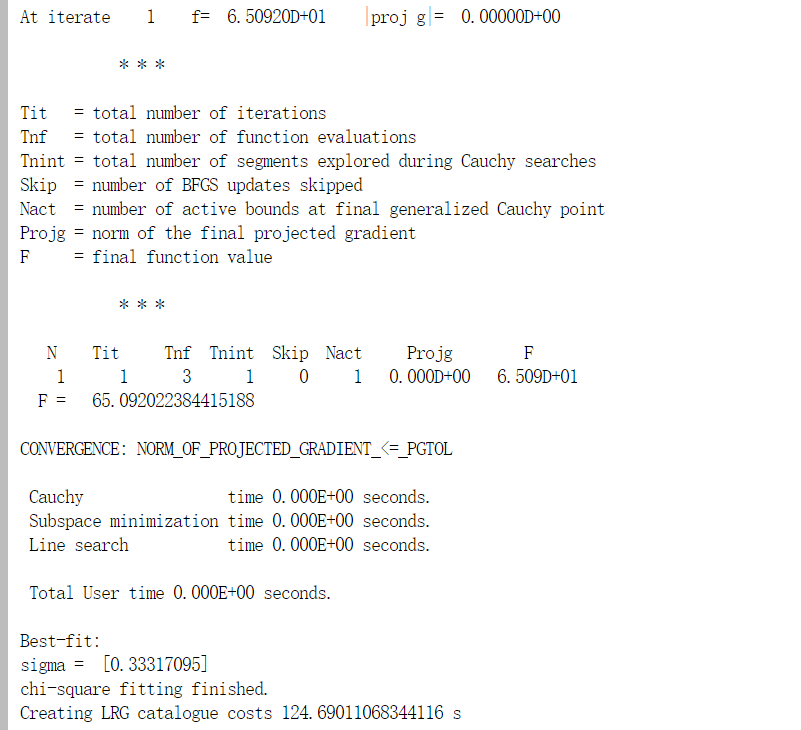 At iterate    1    f=  6.50920D+01    |proj g|=  0.00000D+00
* * *
Tit   = total number of iterations
Tnf   = total number of function evaluations
Tnint = total number of segments explored during Cauchy searches
Skip  = number of BFGS updates skipped
Nact  = number of active bounds at final generalized Cauchy point
Projg = norm of the final projected gradient
F     = final function value
* * *
N    Tit     Tnf  Tnint  Skip  Nact     Projg        F
1      1      3      1     0     1   0.000D+00   6.509D+01
F =   65.092022384415188
CONVERGENCE: NORM_OF_PROJECTED_GRADIENT_<=_PGTOL
Cauchy                time 0.000E+00 seconds.
Subspace minimization time 0.000E+00 seconds.
Line search           time 0.000E+00 seconds.
Total User time 0.000E+00 seconds.
Best-fit:
sigma =  [0.33317095]
chi-square fitting finished.
Creating LRG catalogue costs 124.69011068344116 s